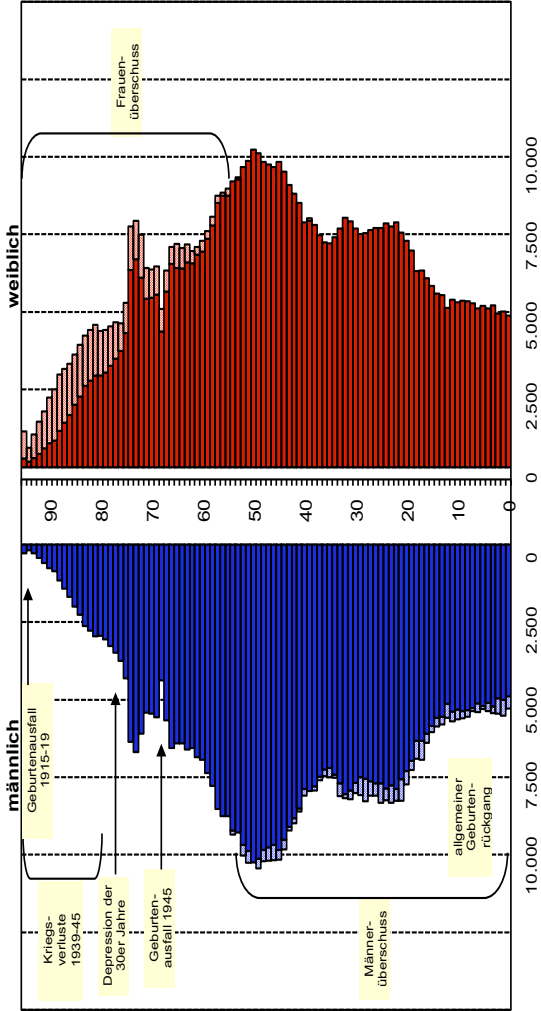 männlich
weiblich
Geburtenausfall
1915-19
Kriegs-
verluste
1939-45
Depression der
30er Jahre
Frauen-
überschuss
Geburten-
ausfall 1945
90
80
70
60
50
40
30
20
10
0
Männer-
überschuss
allgemeiner
Geburten-
rückgang
10.000 7.500 5.000 2.500 0
0 2.500 5.000 7.500 10.000